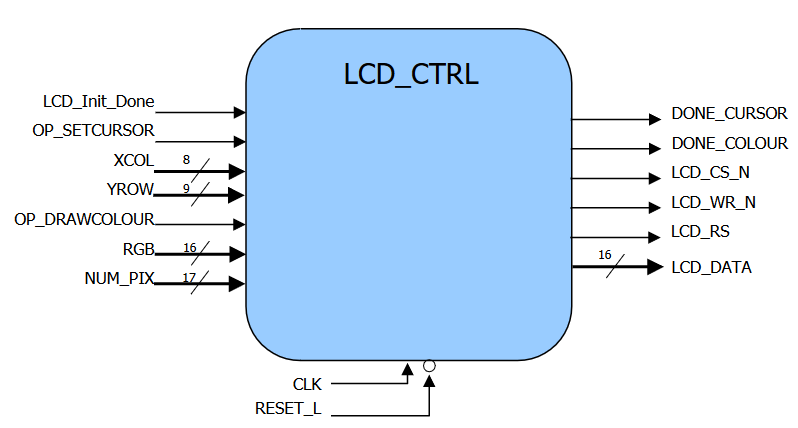 LCD_CTRL
LCD_Init_Done
OP_SETCURSOR
XCOL
8
YROW
9
OP_DRAWCOLOUR
RGB
16
NUM_PIX
17
DONE_CURSOR
DONE_COLOUR
LCD_CS_N
LCD_WR_N
LCD_RS
16
LCD_DATA
CLK
RESET_L